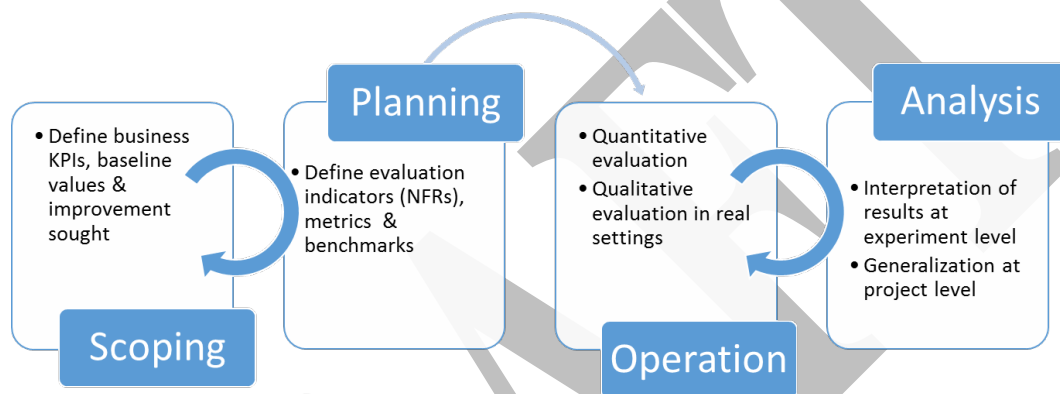 • Define business
KPIs, baseline
values &
improvement
sought
Scoping
Planning
• Define evaluation
indicators (NFRs),
metrics &
benchmarks
• Quantitative
evaluation
• Qualitative
evaluation in real
settings
Operation
Analysis
• Interpretation of
results at
experiment level
• Generalization at
project level